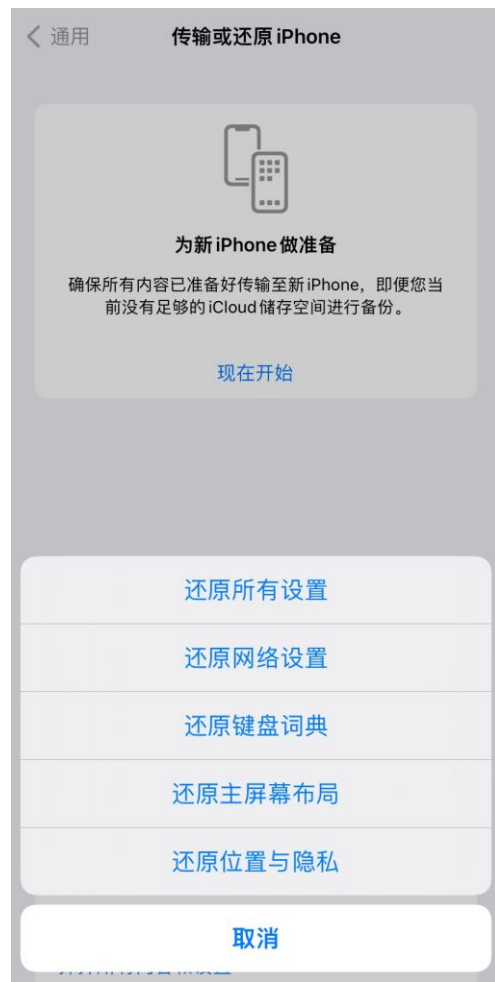 通用
传输或还原 iPhone
为新 iPhone 做准备
确保所有内容已准备好传输至新 iPhone，即便您当
前没有足够的 iCloud 储存空间进行备份。
现在开始
还原所有设置
还原网络设置
还原键盘词典
还原主屏幕布局
还原位置与隐私
取消